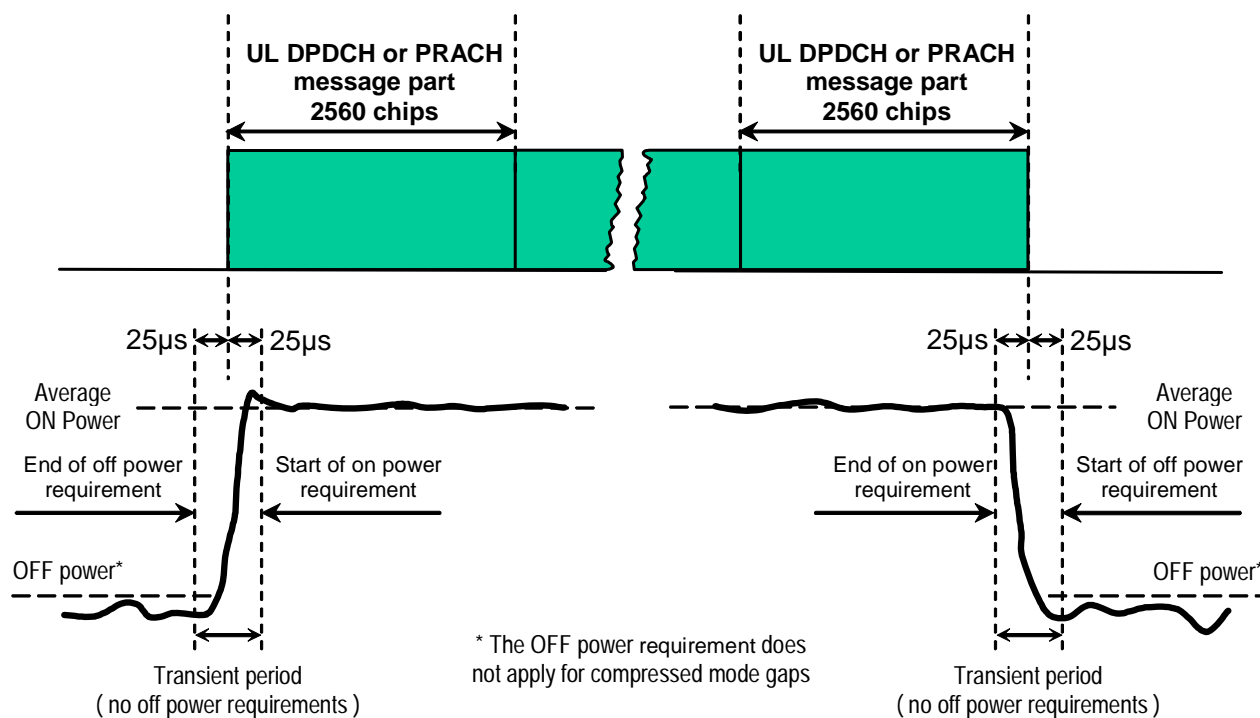 UL DPDCH or PRACH
message part
2560 chips
UL DPDCH or PRACH
message part
2560 chips
25µs
25µs
25µs
25µs
Average
ON Power
Average
ON Power
End of off power
requirement
Start of on power
requirement
End of on power
requirement
Start of off power
requirement
OFF power*
OFF power*
* The OFF power requirement does
not apply for compressed mode gaps
Transient period
( no off power requirements )
Transient period
( no off power requirements )